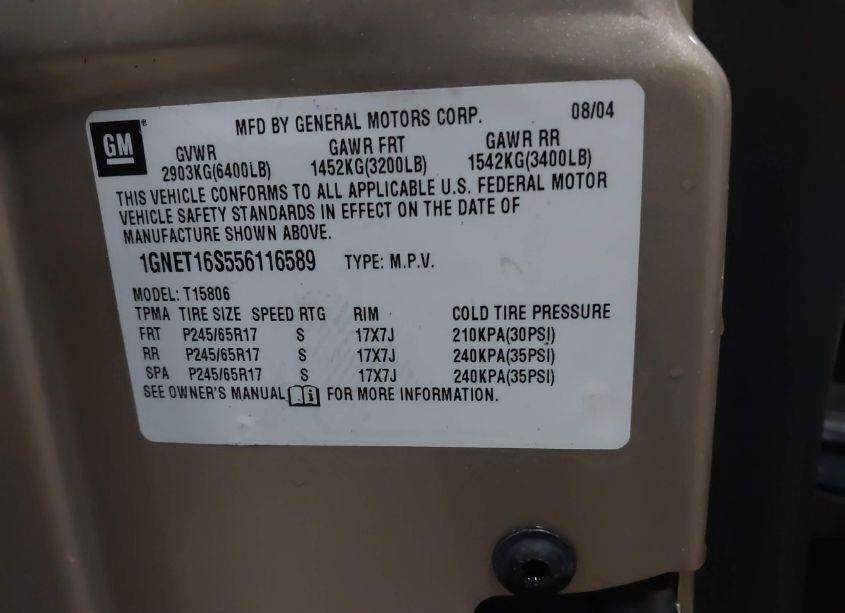 GM ®
MFD BY GENERAL MOTORS CORP. 08/04
GVWR GAWR FRT GAWR RR
2903KG(6400LB) 1452KG(3200LB) 1542KG(3400LB)
THIS VEHICLE CONFORMS TO ALL APPLICABLE U.S. FEDERAL MOTOR
VEHICLE SAFETY STANDARDS IN EFFECT ON THE DATE OF
MANUFACTURE SHOWN ABOVE.
1GNET16S556116589 TYPE: M.P.V.
MODEL: T15806
TPMA TIRE SIZE SPEED RTG RIM COLD TIRE PRESSURE
FRT P245/65R17 S 17X7J 210KPA(30PSI)
RR P245/65R17 S 17X7J 240KPA(35PSI)
SPA P245/65R17 S 17X7J 240KPA(35PSI)
SEE OWNER'S MANUAL i FOR MORE INFORMATION.